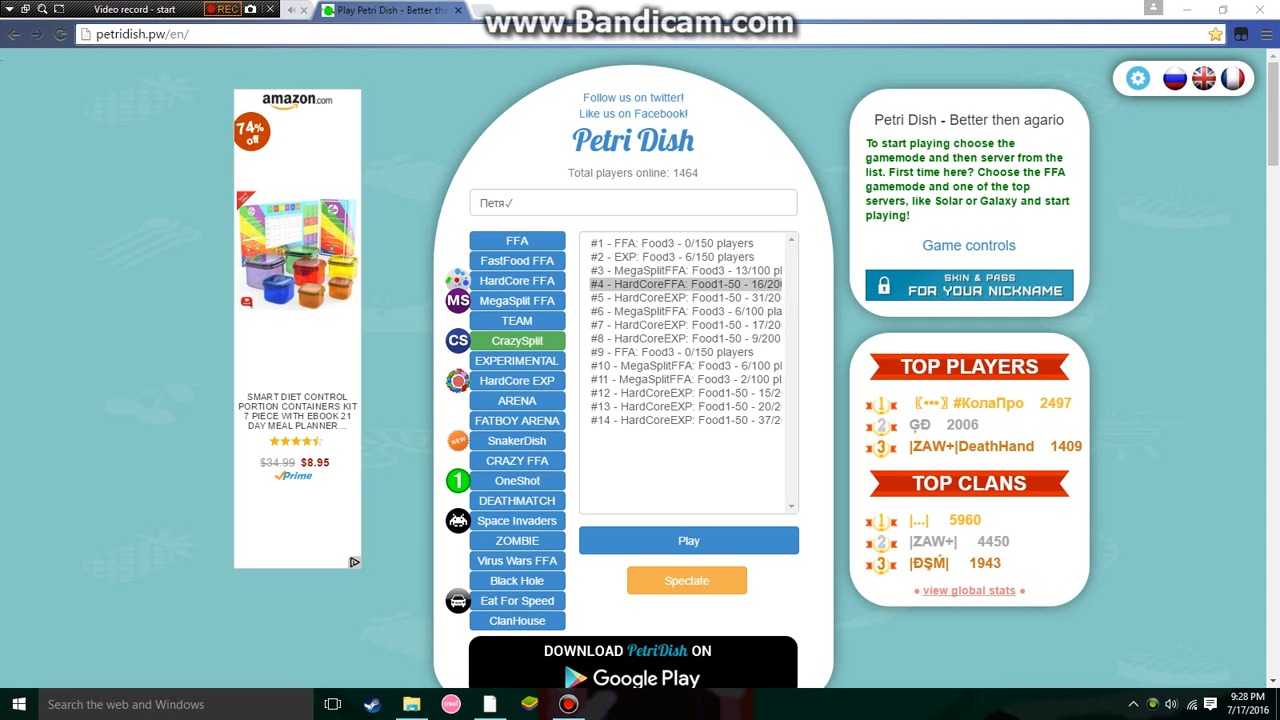 Video recording - start
REC
Play Petri Dish - Better tha
www.Bandicam.com
petridish.pw/en/
amazon.com
74%
off
SMART DIET CONTROL
PORTION CONTAINERS KIT
7 PIECE WITH EBOOK 21
DAY MEAL PLANNER...
$34.99 $8.95
Prime
Follow us on twitter!
Like us on Facebook!
Petri Dish
Total players online: 1464
Петя✓
FFA
FastFood FFA
HardCore FFA
MS
MegaSplit FFA
TEAM
CS
CrazySplit
EXPERIMENTAL
HardCore EXP
ARENA
FATBOY ARENA
NEW
SnakerDish
CRAZY FFA
1
OneShot
DEATHMATCH
Space Invaders
ZOMBIE
Virus Wars FFA
Black Hole
Eat For Speed
ClanHouse
#1 - FFA: Food3 - 0/150 players
#2 - EXP: Food3 - 6/150 players
#3 - MegaSplitFFA: Food3 - 13/100 pl
#4 - HardCoreFFA: Food1-50 - 16/200
#5 - HardCoreEXP: Food1-50 - 31/20
#6 - MegaSplitFFA: Food3 - 6/100 pla
#7 - HardCoreEXP: Food1-50 - 17/20
#8 - HardCoreEXP: Food1-50 - 9/200
#9 - FFA: Food3 - 0/150 players
#10 - MegaSplitFFA: Food3 - 6/100 pl
#11 - MegaSplitFFA: Food3 - 2/100 pl
#12 - HardCoreEXP: Food1-50 - 15/2
#13 - HardCoreEXP: Food1-50 - 20/2
#14 - HardCoreEXP: Food1-50 - 37/2
Play
Spectate
DOWNLOAD PetriDish ON
Google Play
Petri Dish - Better then agario
To start playing choose the
gamemode and then server from the
list. First time here? Choose the FFA
gamemode and one of the top
servers, like Solar or Galaxy and start
playing!
Game controls
SKIN & PASS
FOR YOUR NICKNAME
TOP PLAYERS
1 〖•••〗#КолаПро 2497
2 ĢĐ 2006
3 |ZAW+|DeathHand 1409
TOP CLANS
1 |...| 5960
2 |ZAW+| 4450
3 |ĐŞḾ| 1943
• view global stats •
Search the web and Windows
osu!
9:28 PM
7/17/2016